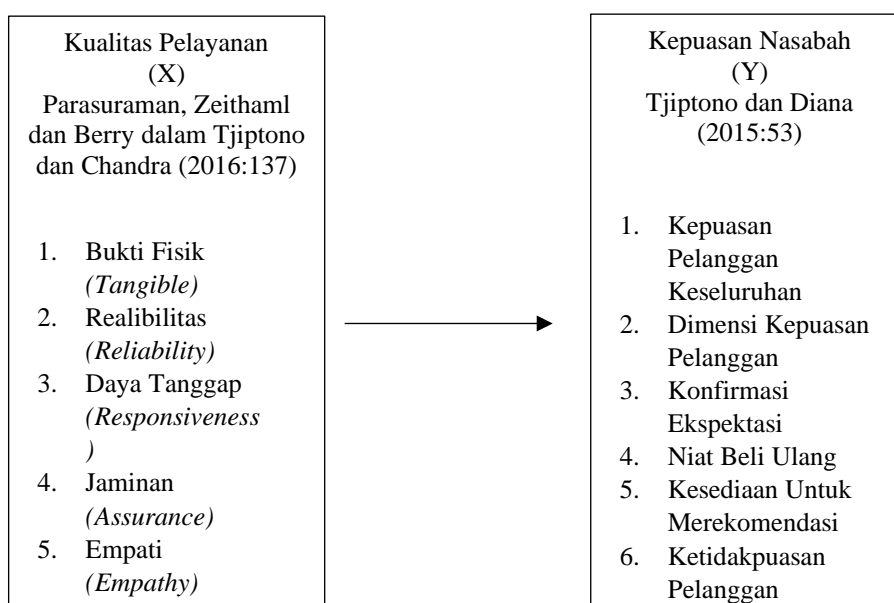 Kualitas Pelayanan
(X)
Parasuraman, Zeithaml
dan Berry dalam Tjiptono
dan Chandra (2016:137)
1. Bukti Fisik
(Tangible)
2. Realibilitas
(Reliability)
3. Daya Tanggap
(Responsiveness
)
4. Jaminan
(Assurance)
5. Empati
(Empathy)
Kepuasan Nasabah
(Y)
Tjiptono dan Diana
(2015:53)
1. Kepuasan
Pelanggan
Keseluruhan
2. Dimensi Kepuasan
Pelanggan
3. Konfirmasi
Ekspektasi
4. Niat Beli Ulang
5. Kesediaan Untuk
Merekomendasi
6. Ketidakpuasan
Pelanggan